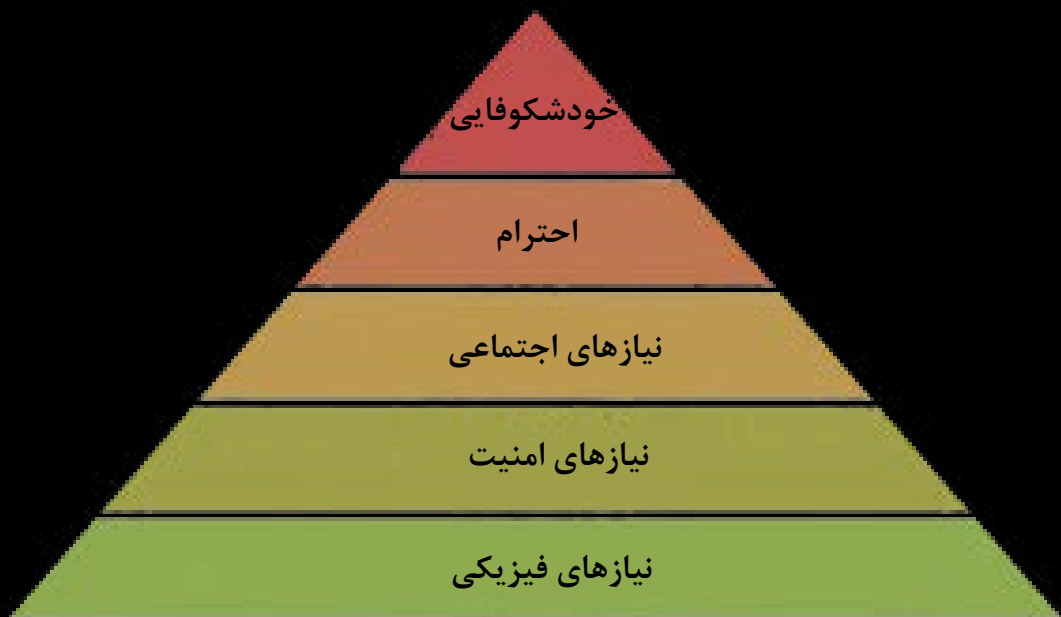 خودشکوفایی
احترام
نیازهای اجتماعی
نیازهای امنیت
نیازهای فیزیکی